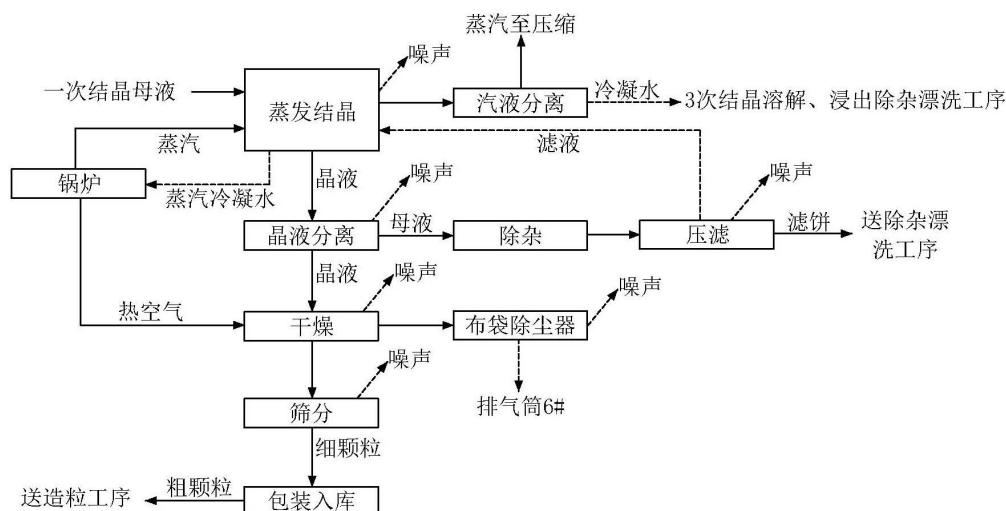 蒸汽至压缩
噪声
一次结晶母液
蒸发结晶
汽液分离
冷凝水
3次结晶溶解、浸出除杂漂洗工序
蒸汽
滤液
锅炉
蒸汽冷凝水
晶液
噪声
噪声
晶液分离
母液
除杂
压滤
滤饼
送除杂漂
洗工序
晶液
噪声
噪声
热空气
干燥
布袋除尘器
噪声
筛分
排气筒6#
细颗粒
送造粒工序
粗颗粒
包装入库